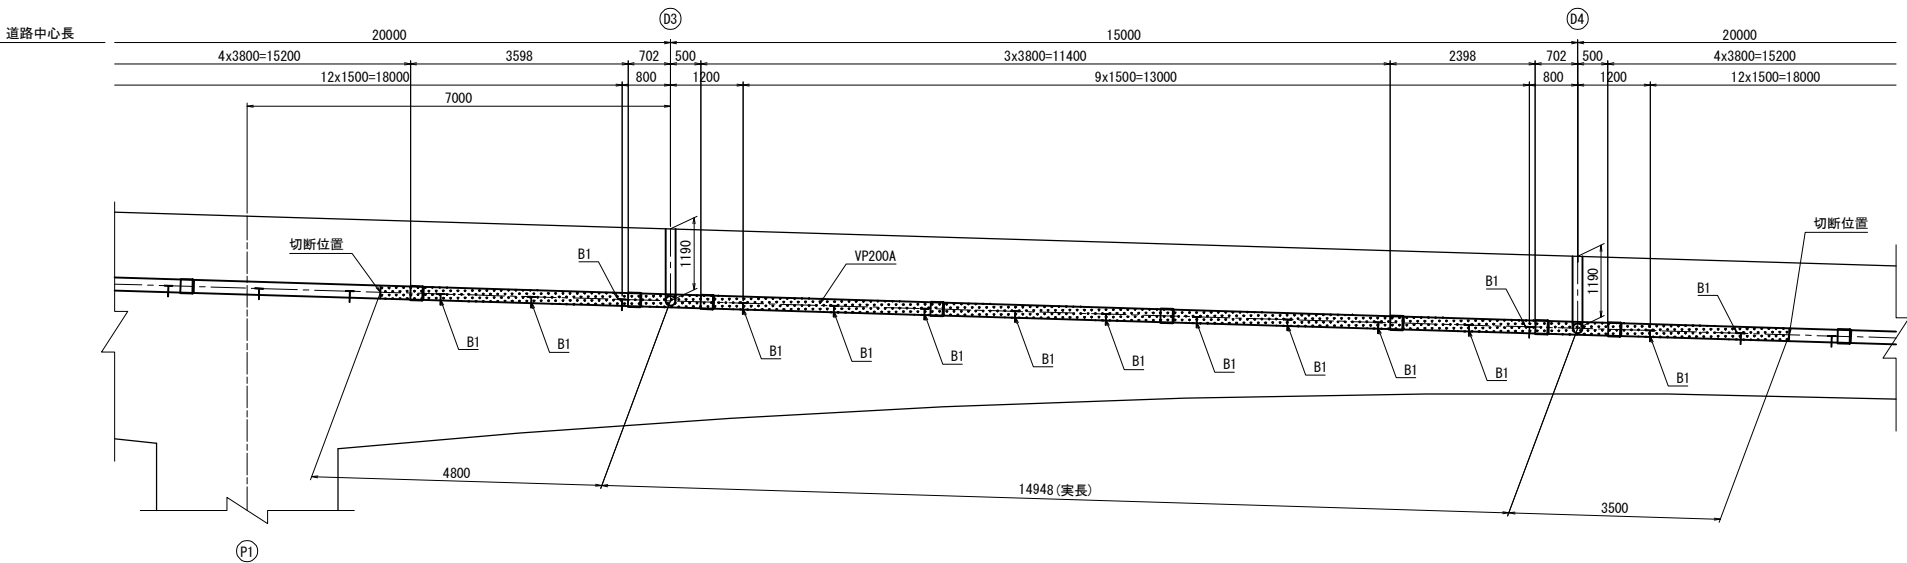 D3 D4
道路中心長 20000 15000 20000
4x3800=15200 3598 702 500 3x3800=11400 2398 702 500 4x3800=15200
12x1500=18000 800 1200 9x1500=13000 800 1200 12x1500=18000
7000
切断位置
切断位置
B1 1190 VP200A B1 1190 B1
B1 B1 B1 B1 B1 B1 B1 B1 B1 B1 B1 B1
4800 14948(実長) 3500
P1